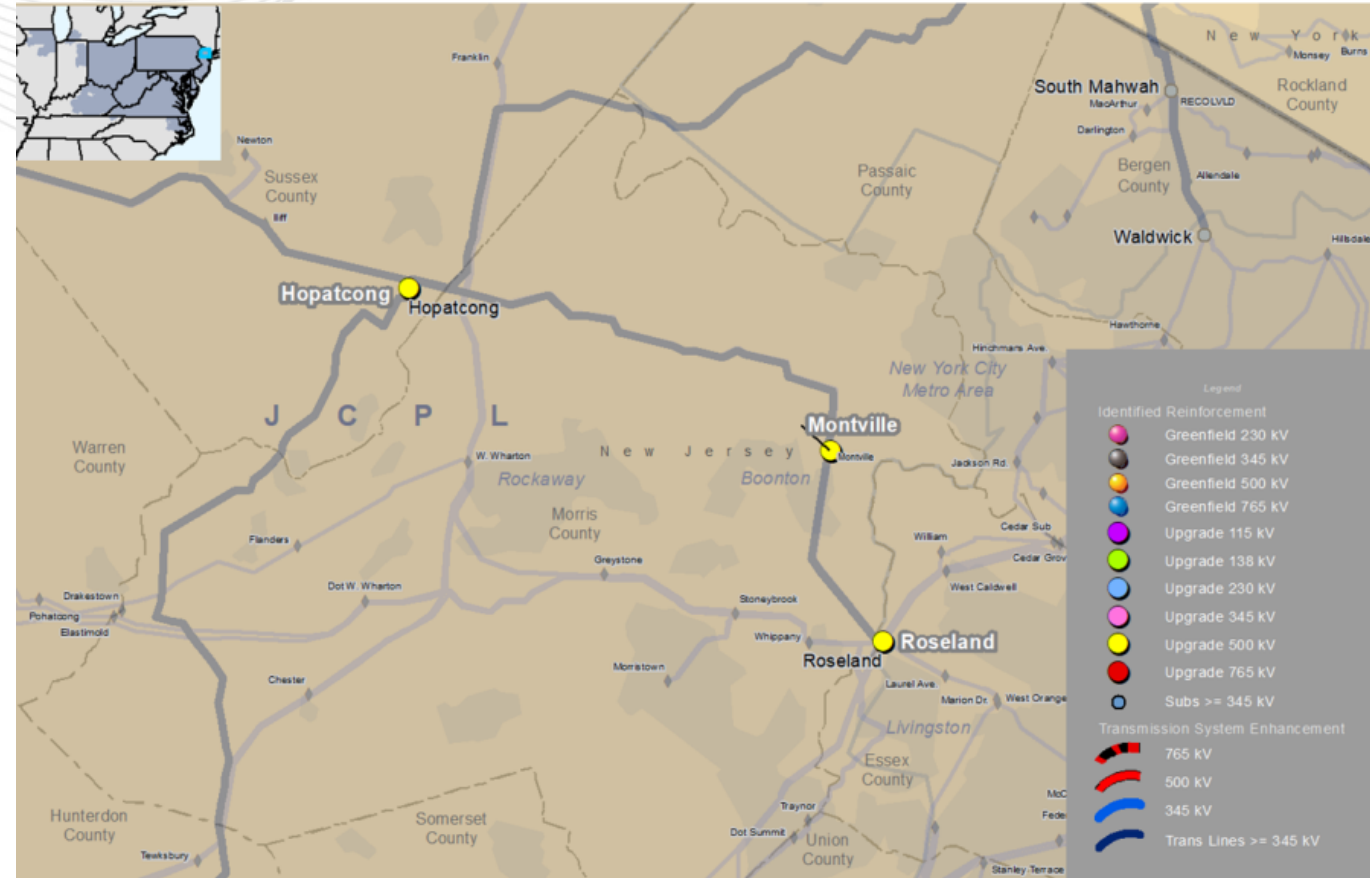 New York
Franklin
Monsey
Burns
South Mahwah
Rockland
County
MacArthur
RECOLVLD
Darlington
Newton
Sussex
County
Passaic
County
Bergen
County
Allendale
Iliff
Waldwick
Hillsdale
Hopatcong
Hopatcong
Hawthorne
Hinchmans Ave.
New York City
Metro Area
J C P L
Montville
Warren
County
W. Wharton
New Jersey
Montville
Jackson Rd.
Rockaway
Boonton
Morris
County
Flanders
William
Cedar Sub
Cedar Grov
Greystone
Dot W. Wharton
West Caldwell
Drakestown
Pohatcong
Elastimold
Stoneybrook
Whippany
Roseland
Roseland
Morristown
Chester
Laurel Ave.
Marion Dr.
West Orange
Livingston
Essex
County
Hunterdon
County
Somerset
County
Traynor
McC
Fede
Dot Summit
Union
County
Tewksbury
Stanley Terrace
Legend
Identified Reinforcement
Greenfield 230 kV
Greenfield 345 kV
Greenfield 500 kV
Greenfield 765 kV
Upgrade 115 kV
Upgrade 138 kV
Upgrade 230 kV
Upgrade 345 kV
Upgrade 500 kV
Upgrade 765 kV
Subs >= 345 kV
Transmission System Enhancement
765 kV
500 kV
345 kV
Trans Lines >= 345 kV